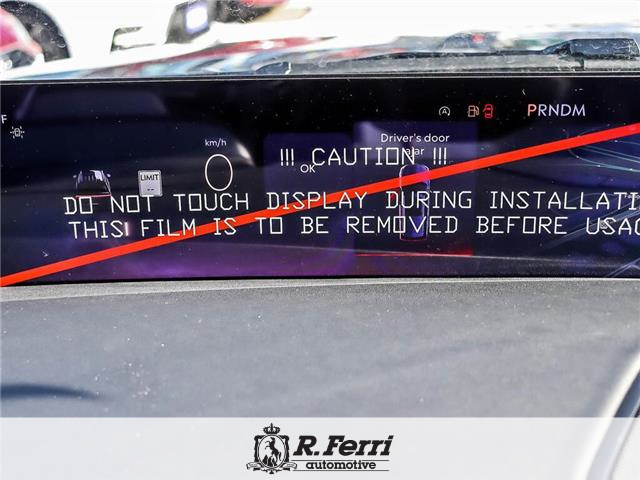 F
A
PRNDM
km/h
Driver's door
ajar
!!! CAUTION !!!
0
OK
LIMIT
--
DO NOT TOUCH DISPLAY DURING INSTALLATI
THIS FILM IS TO BE REMOVED BEFORE USAG
R.Ferri
automotive